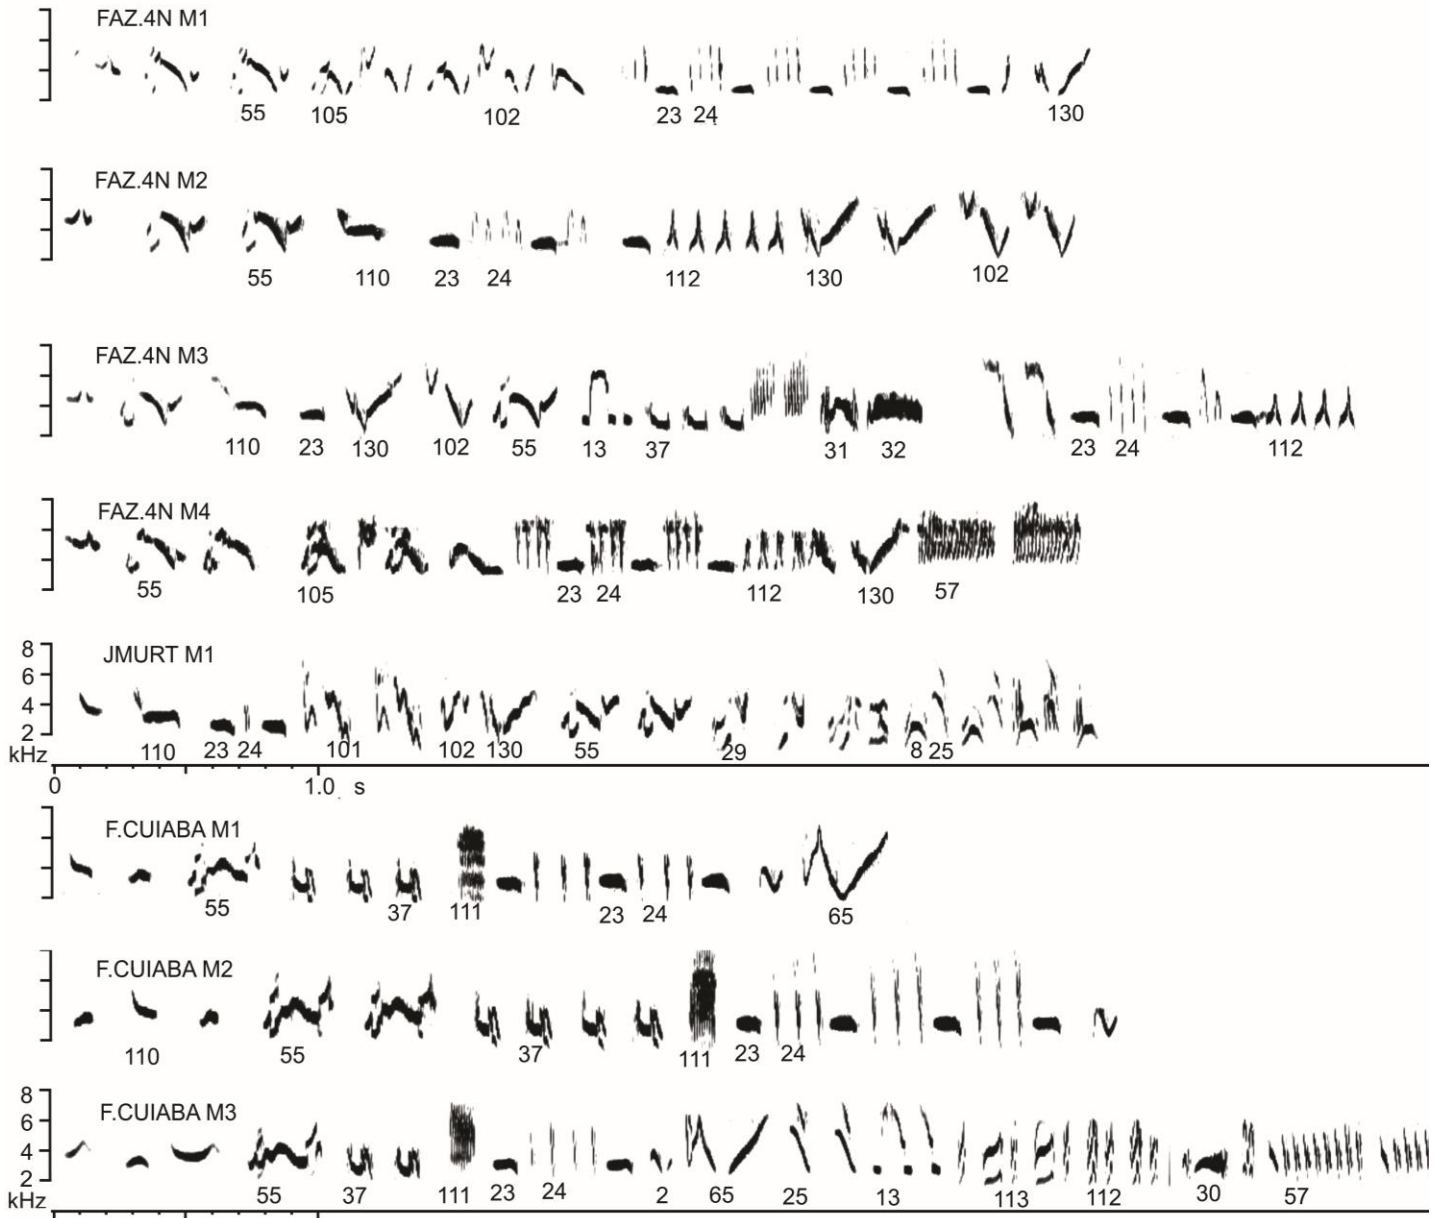 FAZ.4N M1
55 105 102 23 24 130
FAZ.4N M2
55 110 23 24 112 130 102
FAZ.4N M3
110 23 130 102 55 13 37 31 32 23 24 112
FAZ.4N M4
55 105 23 24 112 130 57
8
6
4
2
kHz
JMURT M1
110 23 24 101 102 130 55 29 8 25
0 1.0 s
F.CUIABA M1
55 37 111 23 24 65
F.CUIABA M2
110 55 37 111 23 24
8
6
4
2
kHz
F.CUIABA M3
55 37 111 23 24 2 65 25 13 113 112 30 57